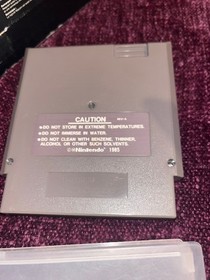 CAUTION
•DO NOT STORE IN EXTREME TEMPERATURES.
•DO NOT IMMERSE IN WATER.
•DO NOT CLEAN WITH BENZENE, THINNER,
ALCOHOL OR OTHER SUCH SOLVENTS.
©®Nintendo® 1985